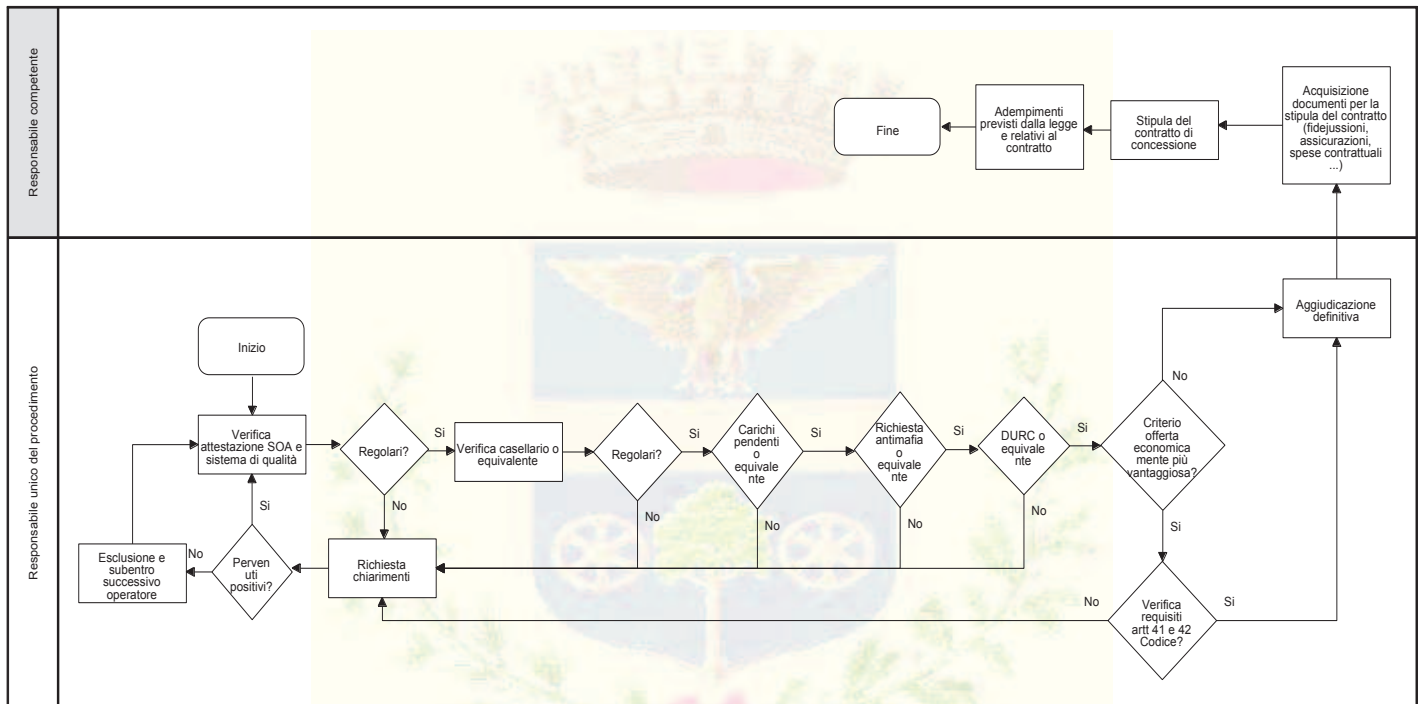 Responsabile competente
Fine
Adempimenti
previsti dalla legge
e relativi al
contratto
Stipula del
contratto di
concessione
Acquisizione
documenti per la
stipula del contratto
(fidejussioni,
assicurazioni,
spese contrattuali
...)
Responsabile unico del procedimento
Inizio
Verifica
attestazione SOA e
sistema di qualità
Regolari?
Si
No
Verifica casellario o
equivalente
Regolari?
Si
No
Carichi
pendenti
o
equivale
nte
Si
No
Richiesta
antimafia
o
equivale
nte
Si
No
DURC o
equivale
nte
Si
No
Criterio
offerta
economica
mente più
vantaggiosa?
No
Si
Aggiudicazione
definitiva
Verifica
requisiti
artt 41 e 42
Codice?
No
Si
Richiesta
chiarimenti
Perven
uti
positivi?
Si
No
Esclusione e
subentro
successivo
operatore